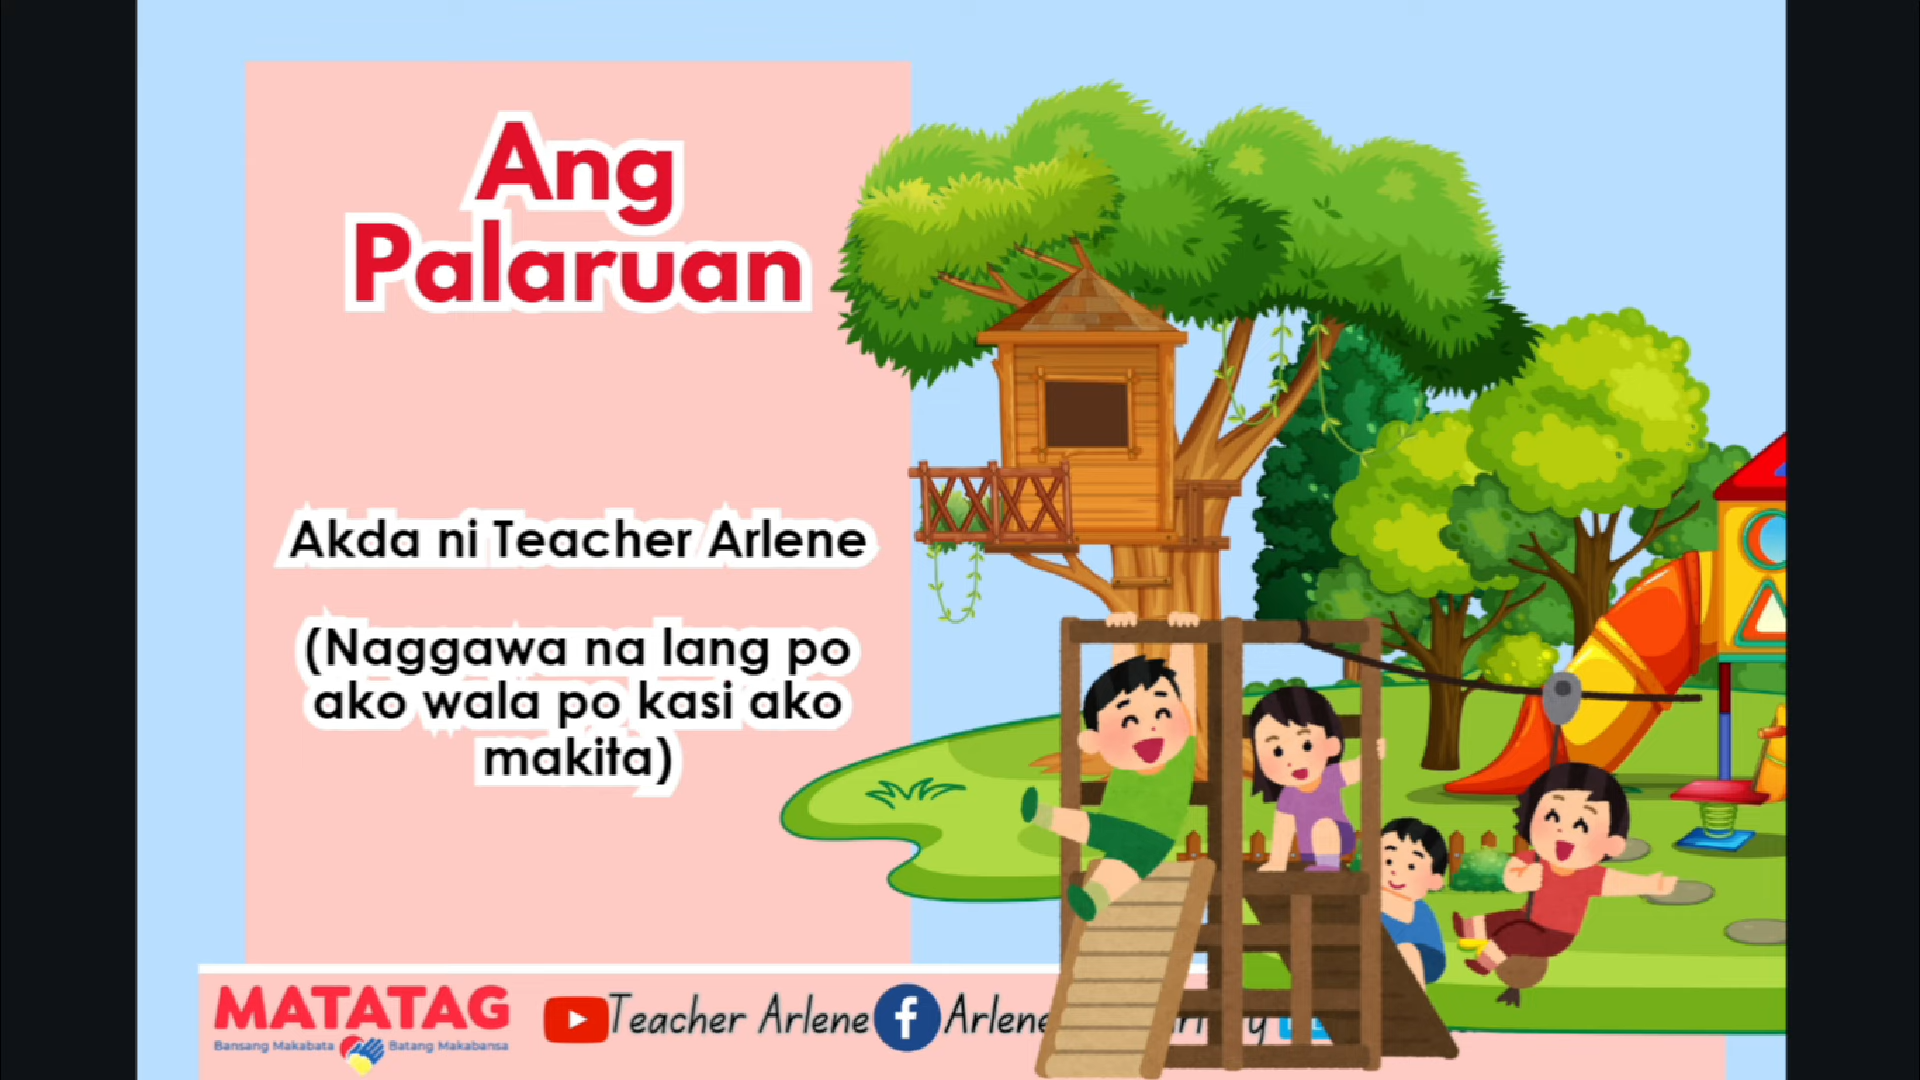 Ang
Palaruan
Akda ni Teacher Arlene
(Naggawa na lang po
ako wala po kasi ako
makita)
MATATAG
Bansang Makabata Batang Makabansa
Teacher Arlene
Arlene